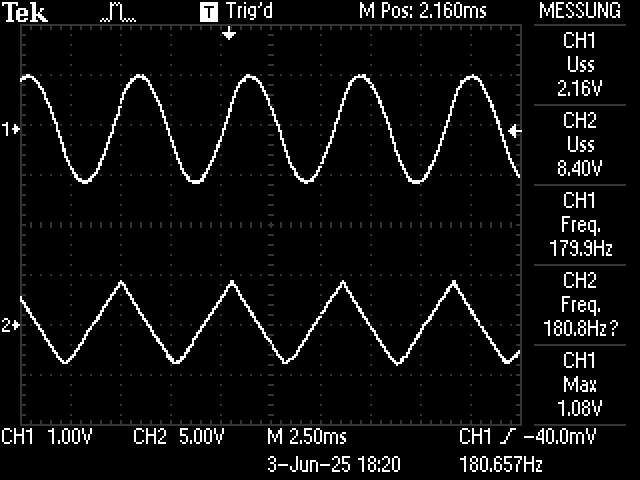 Tek T Trig'd M Pos: 2.160ms MESSUNG
CH1
Uss
2.16V
CH2
Uss
8.40V
CH1
Freq.
179.9Hz
CH2
Freq.
180.8Hz?
CH1
Max
1.08V
1
2
CH1 1.00V CH2 5.00V M 2.50ms CH1 -40.0mV
3-Jun-25 18:20 180.657Hz